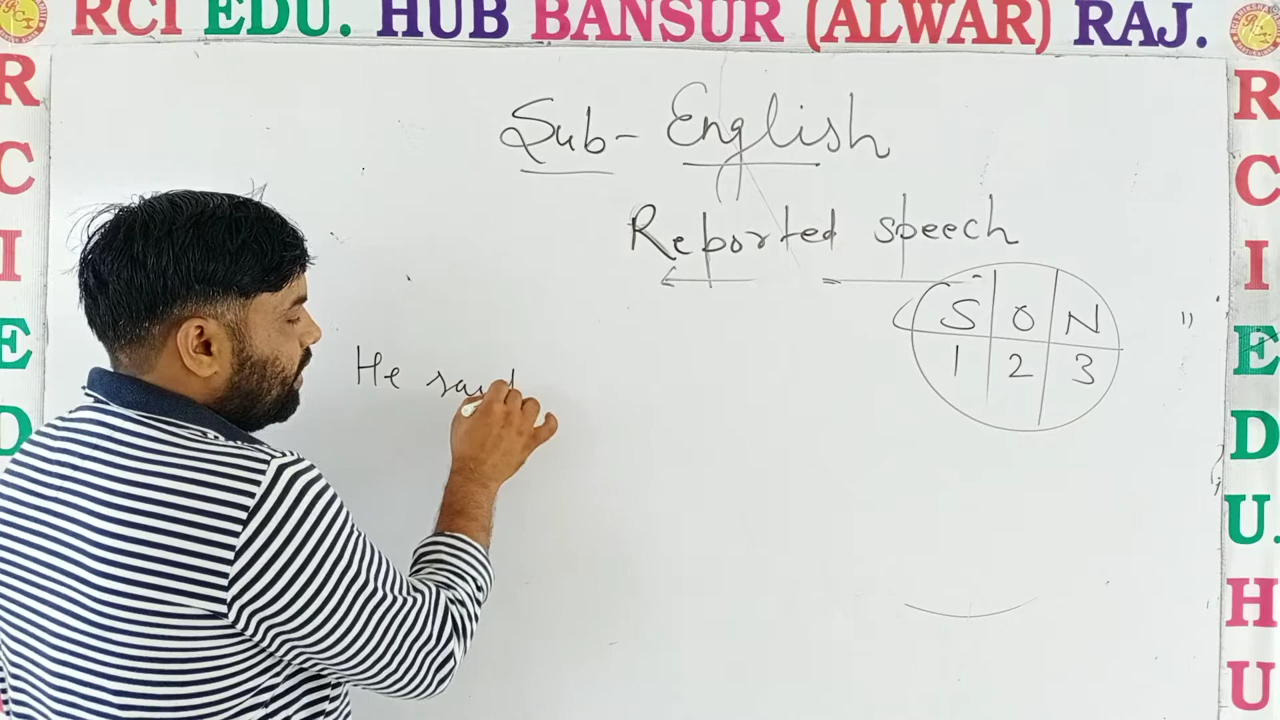 RCI EDU. HUB BANSUR (ALWAR) RAJ.
R
C
I
E
D
Sub- English
Reported speech
S O N
1 2 3
"
He said
R
C
I
E
D
U.
H
U